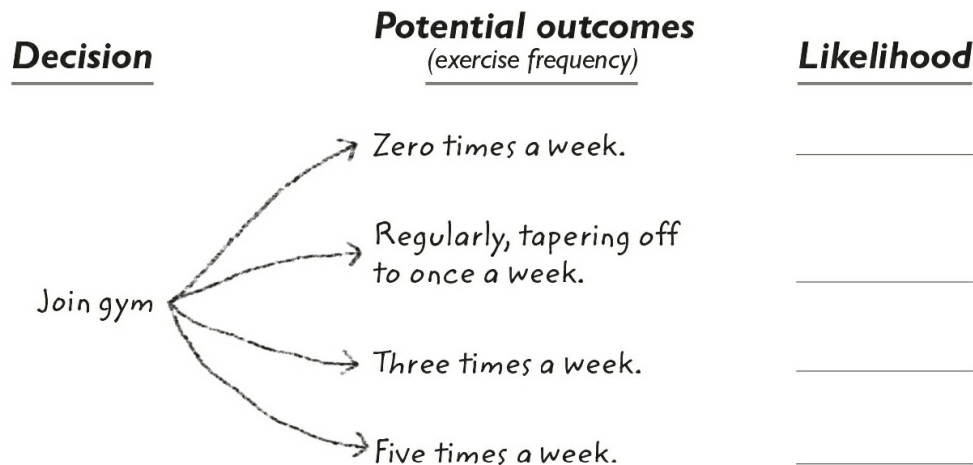 Decision
Potential outcomes
(exercise frequency)
Likelihood
Join gym
Zero times a week.
Regularly, tapering off
to once a week.
Three times a week.
Five times a week.